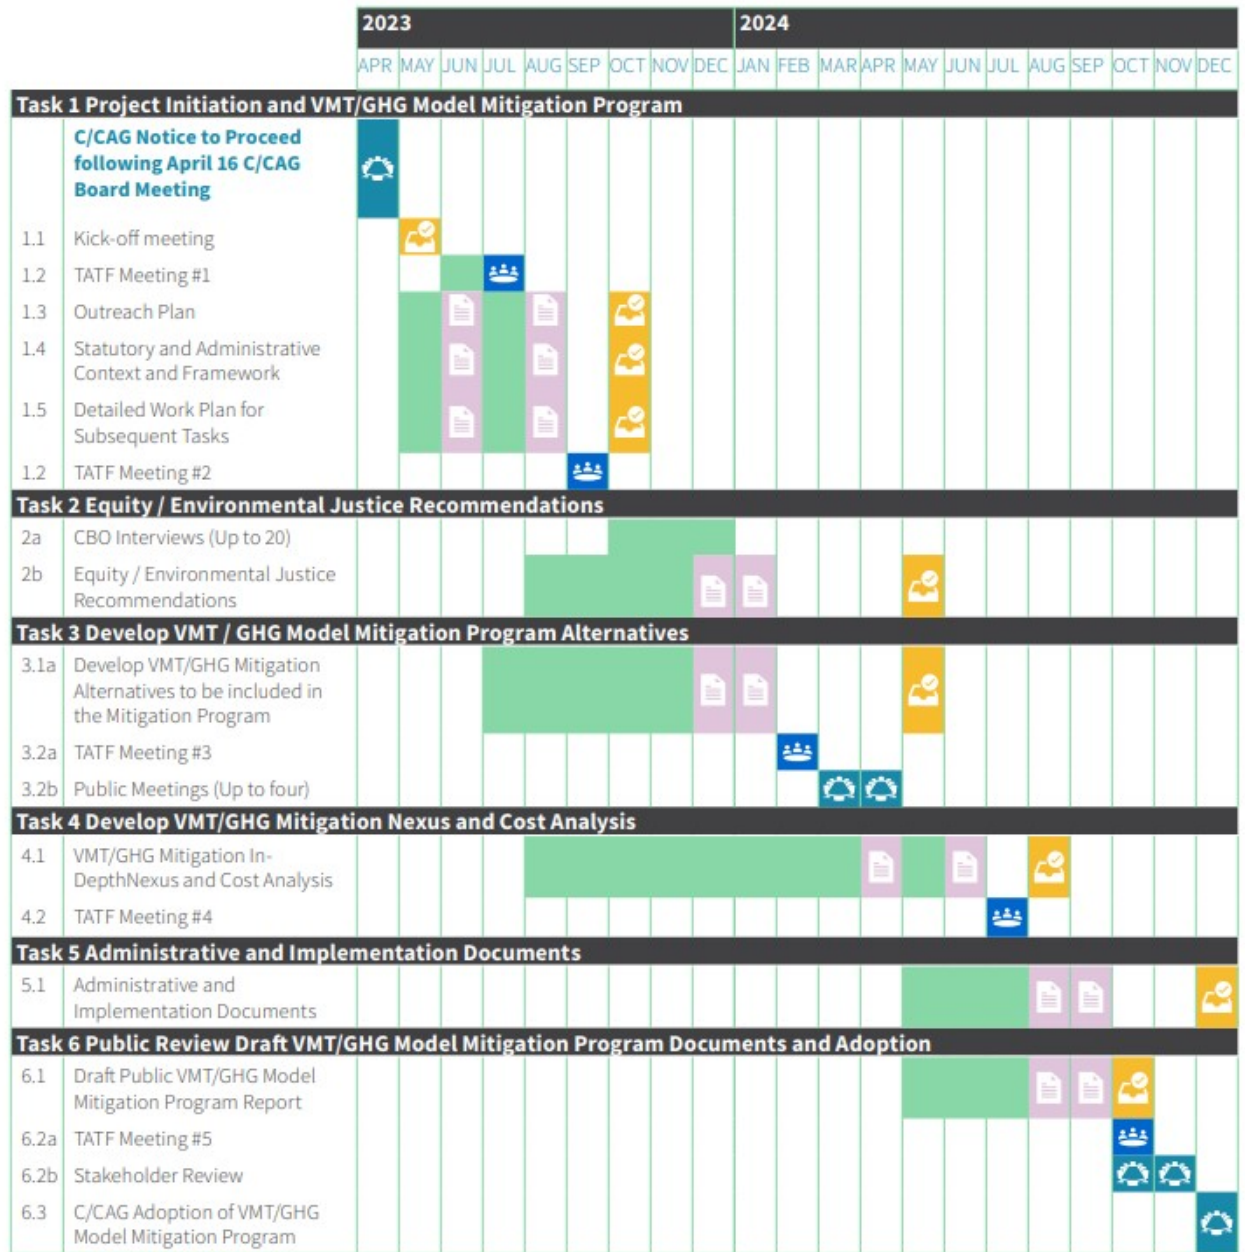 2023 2024
APR MAY JUN JUL AUG SEP OCT NOV DEC JAN FEB MAR APR MAY JUN JUL AUG SEP OCT NOV DEC
Task 1 Project Initiation and VMT/GHG Model Mitigation Program
C/CAG Notice to Proceed
following April 16 C/CAG
Board Meeting
1.1 Kick-off meeting
1.2 TATF Meeting #1
1.3 Outreach Plan
1.4 Statutory and Administrative
Context and Framework
1.5 Detailed Work Plan for
Subsequent Tasks
1.2 TATF Meeting #2
Task 2 Equity / Environmental Justice Recommendations
2a CBO Interviews (Up to 20)
2b Equity / Environmental Justice
Recommendations
Task 3 Develop VMT / GHG Model Mitigation Program Alternatives
3.1a Develop VMT/GHG Mitigation
Alternatives to be included in
the Mitigation Program
3.2a TATF Meeting #3
3.2b Public Meetings (Up to four)
Task 4 Develop VMT/GHG Mitigation Nexus and Cost Analysis
4.1 VMT/GHG Mitigation In-
DepthNexus and Cost Analysis
4.2 TATF Meeting #4
Task 5 Administrative and Implementation Documents
5.1 Administrative and
Implementation Documents
Task 6 Public Review Draft VMT/GHG Model Mitigation Program Documents and Adoption
6.1 Draft Public VMT/GHG Model
Mitigation Program Report
6.2a TATF Meeting #5
6.2b Stakeholder Review
6.3 C/CAG Adoption of VMT/GHG
Model Mitigation Program